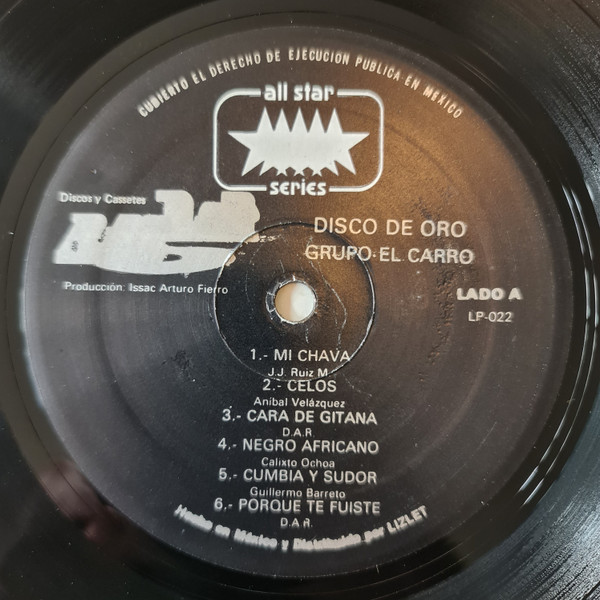 CUBIERTO EL DERECHO DE EJECUCION PUBLICA EN MEXICO
all star
series
Discos y Cassetes
DISCO DE ORO
GRUPO EL CARRO
Producción: Issac Arturo Fierro
LADO A
LP-022
1.- MI CHAVA
J.J. Ruiz M.
2.- CELOS
Anibal Velázquez
3.- CARA DE GITANA
D.A.R
4.- NEGRO AFRICANO
Calixto Ochoa
5.- CUMBIA Y SUDOR
Guillermo Barreto
6.- PORQUE TE FUISTE
D.A.R.
Hecho en México y Distribuido por LIZLET